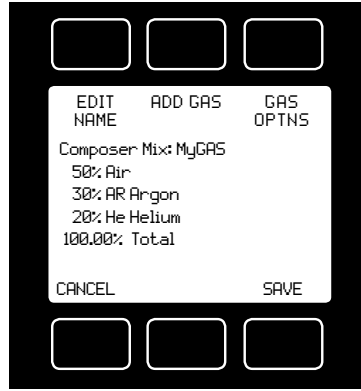 EDIT NAME
ADD GAS
GAS OPTNS
Composer Mix: MyGAS
50% Air
30% AR Argon
20% He Helium
100.00% Total
CANCEL
SAVE